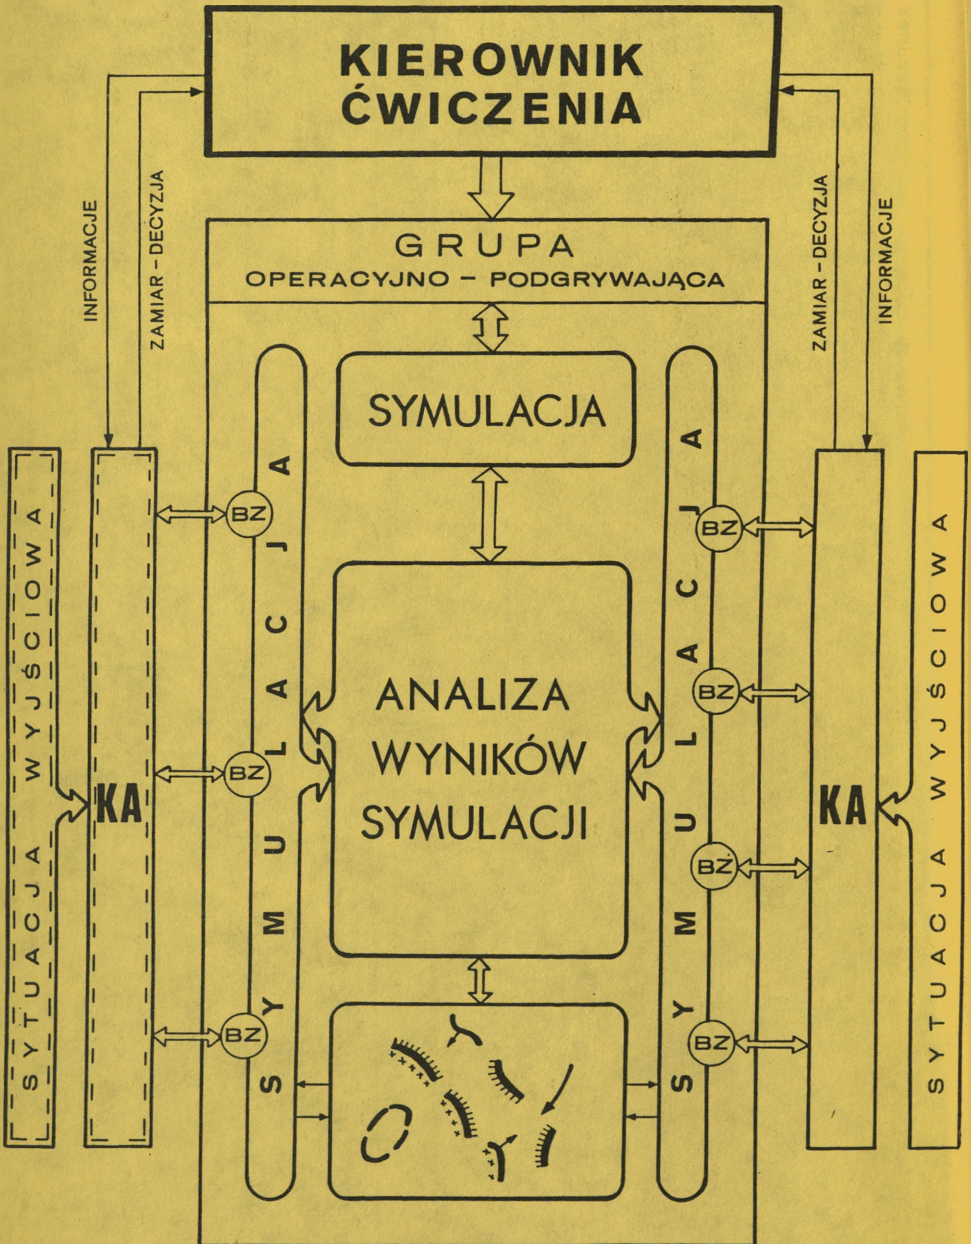 KIEROWNIK
ĆWICZENIA
INFORMACJE
ZAMIAR – DECYZJA
ZAMIAR – DECYZJA
INFORMACJE
GRUPA
OPERACYJNO – PODGRYWAJĄCA
SYMULACJA
SYTUACJA WYJŚCIOWA
KA
BZ
BZ
BZ
SYMULACJA
ANALIZA
WYNIKÓW
SYMULACJI
SYMULACJA
BZ
BZ
BŻ
BZ
KA
SYTUACJA WYJŚCIOWA